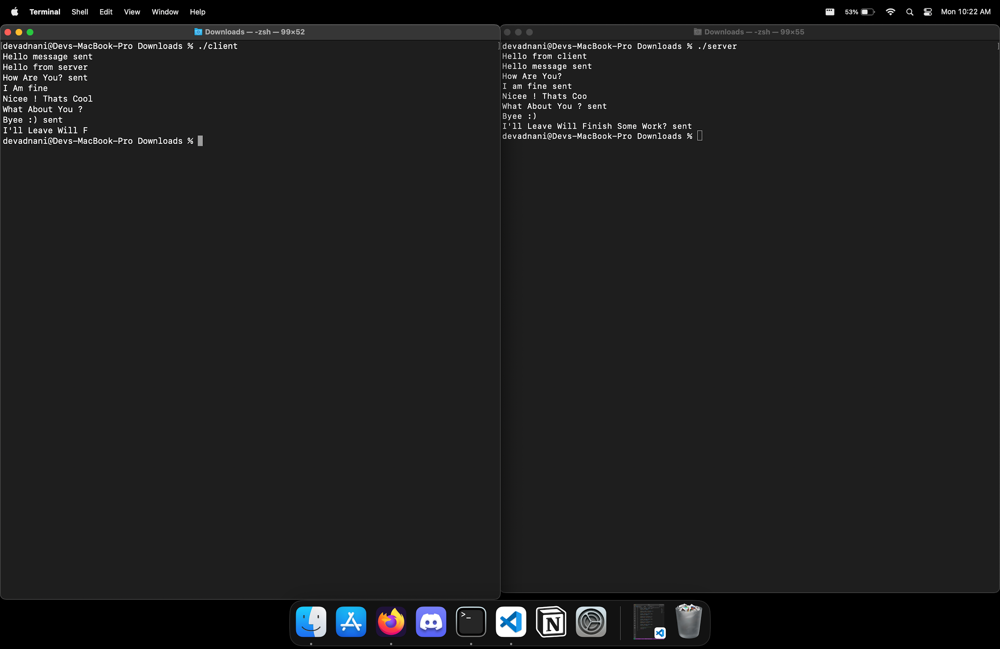 Terminal Shell Edit View Window Help 53% Mon 10:22 AM
Downloads — -zsh — 99×52
[devadnani@Devs-MacBook-Pro Downloads % ./client ]
Hello message sent
Hello from server
How Are You? sent
I Am fine
Nicee ! Thats Cool
What About You ?
Byee :) sent
I'll Leave Will F
devadnani@Devs-MacBook-Pro Downloads %
Downloads — -zsh — 99×55
[devadnani@Devs-MacBook-Pro Downloads % ./server ]
Hello from client
Hello message sent
How Are You?
I am fine sent
Nicee ! Thats Coo
What About You ? sent
Byee :)
I'll Leave Will Finish Some Work? sent
devadnani@Devs-MacBook-Pro Downloads %